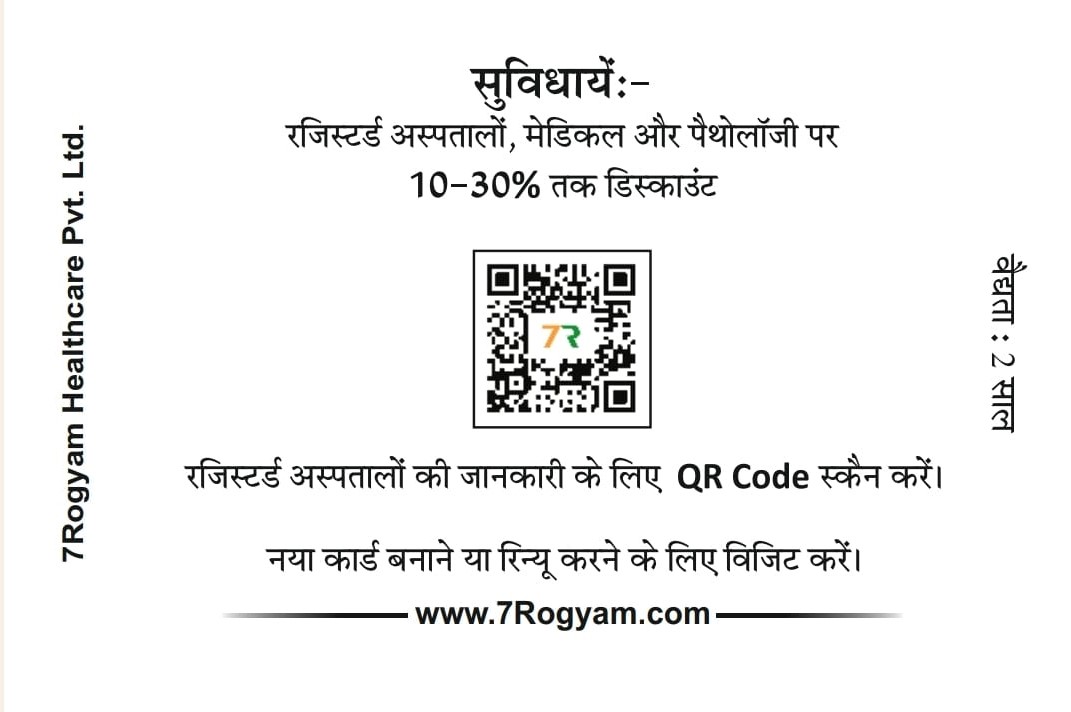 सुविधायें:-
रजिस्टर्ड अस्पतालों, मेडिकल और पैथोलॉजी पर
10-30% तक डिस्काउंट
7Rogyam Healthcare Pvt. Ltd.
7R
वैद्यता : 2 साल
रजिस्टर्ड अस्पतालों की जानकारी के लिए QR Code स्कैन करें।
नया कार्ड बनाने या रिन्यू करने के लिए विजिट करें।
www.7Rogyam.com